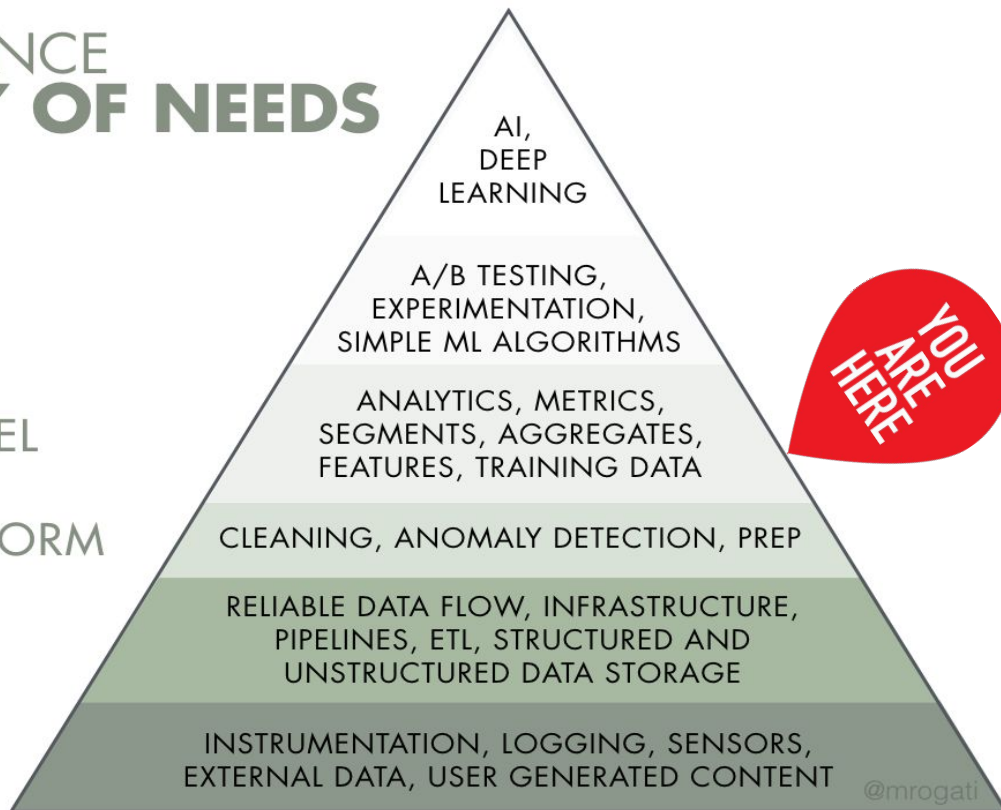 NCE
Y OF NEEDS
AI,
DEEP
LEARNING
A/B TESTING,
EXPERIMENTATION,
SIMPLE ML ALGORITHMS
YOU
ARE
HERE
EL
ANALYTICS, METRICS,
SEGMENTS, AGGREGATES,
FEATURES, TRAINING DATA
ORM
CLEANING, ANOMALY DETECTION, PREP
RELIABLE DATA FLOW, INFRASTRUCTURE,
PIPELINES, ETL, STRUCTURED AND
UNSTRUCTURED DATA STORAGE
INSTRUMENTATION, LOGGING, SENSORS,
EXTERNAL DATA, USER GENERATED CONTENT
@mrogati